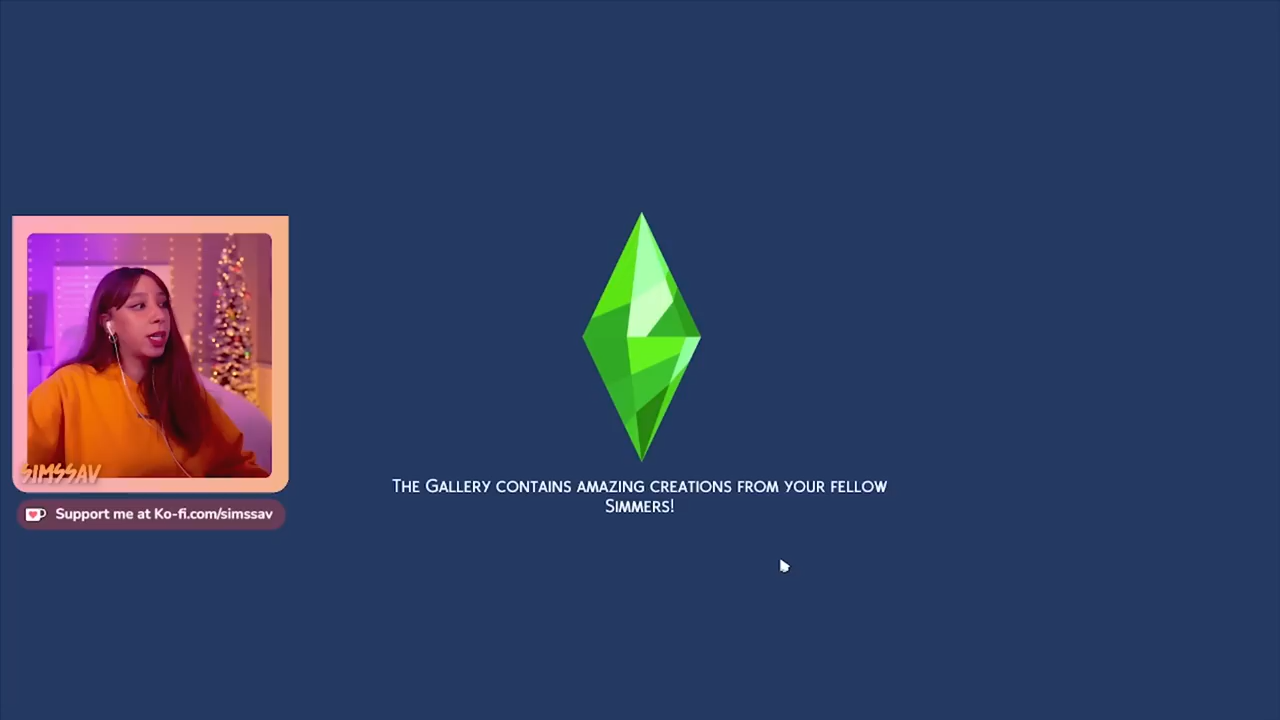 SIMSSAV
Support me at Ko-fi.com/simssav
The Gallery contains amazing creations from your fellow
Simmers!